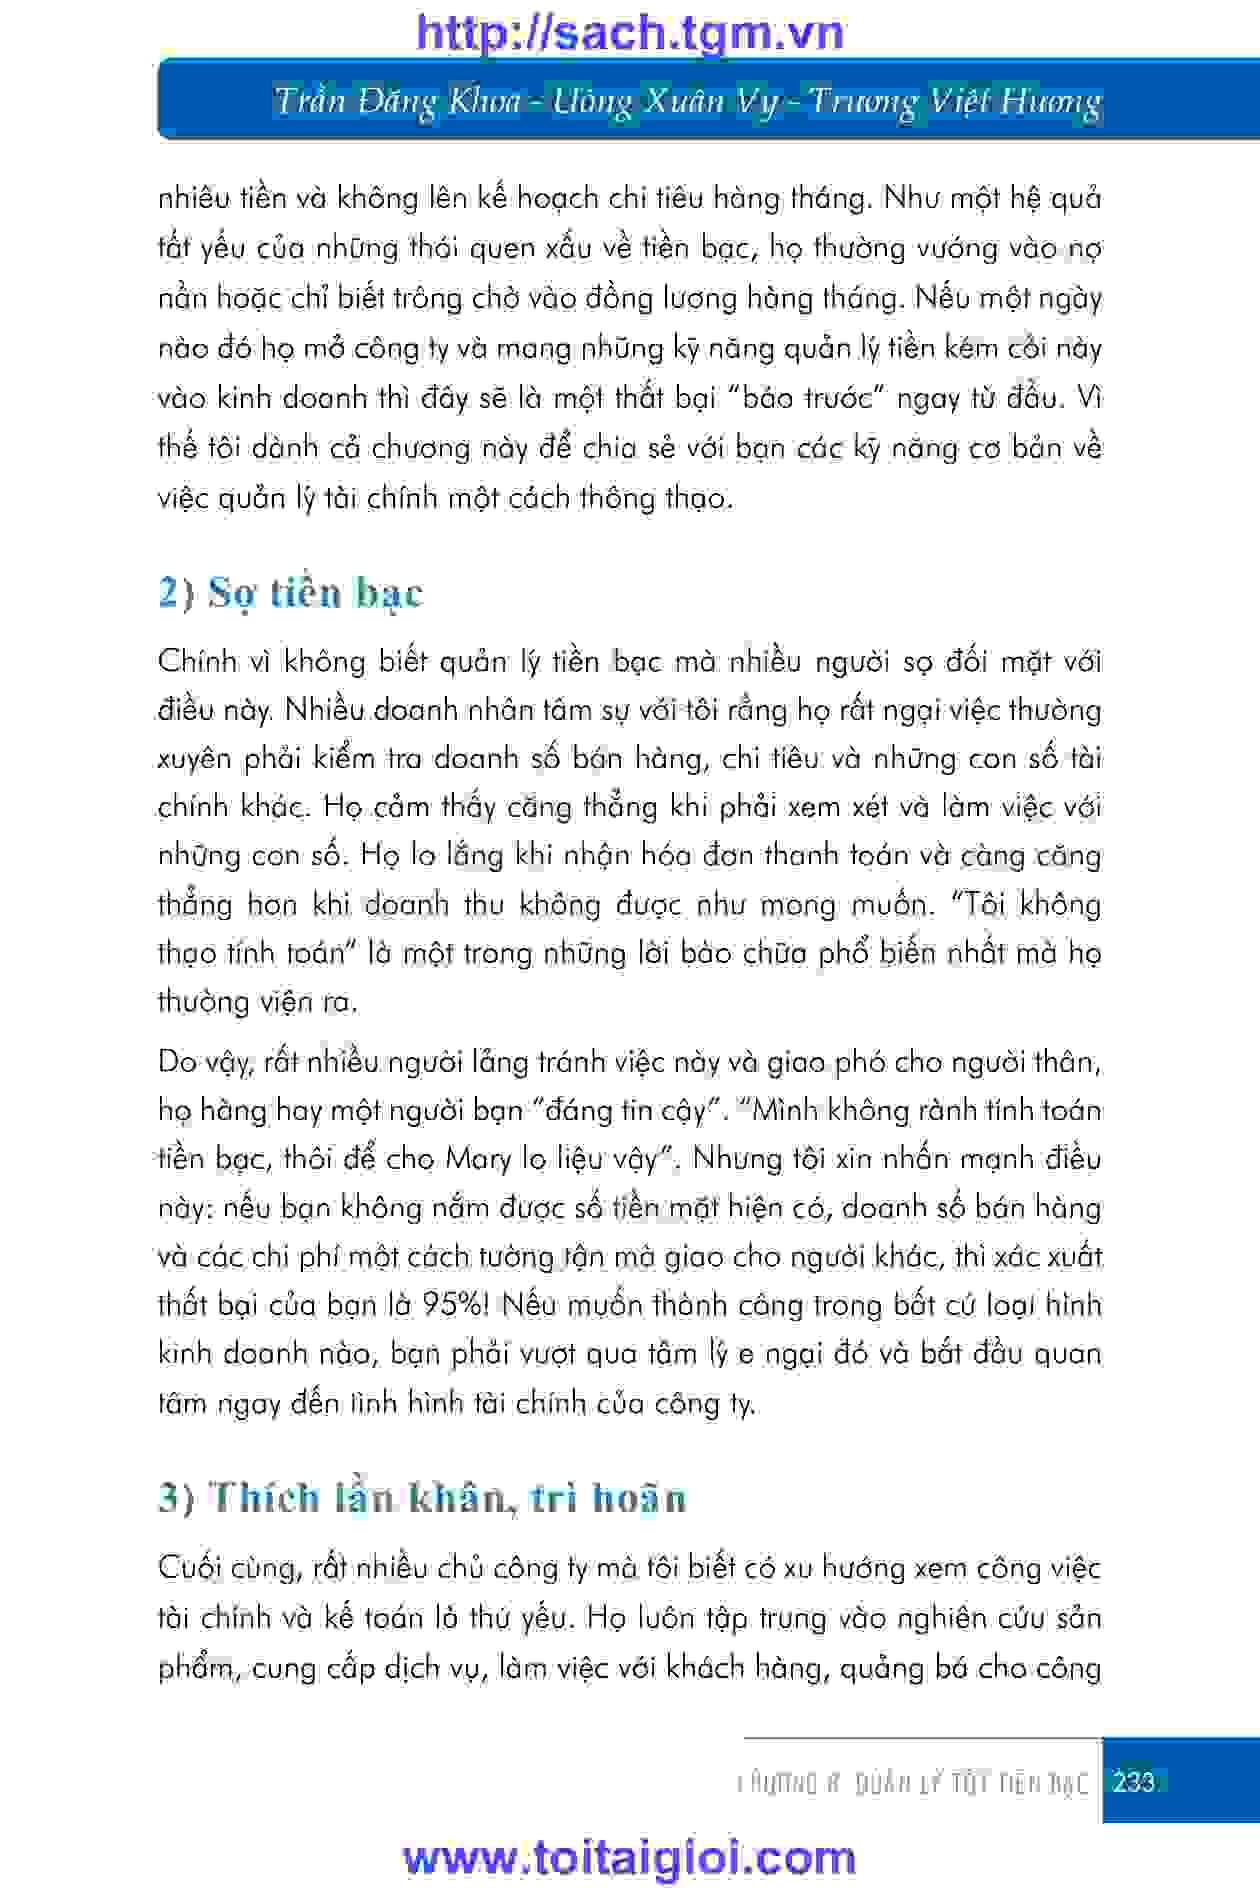 http://sach.tgm.vn
Trần Đăng Khoa - Uông Xuân Vy - Trương Việt Hương
nhiêu tiền và không lên kế hoạch chi tiêu hàng tháng. Như một hệ quả
tất yếu của những thói quen xấu về tiền bạc, họ thường vướng vào nợ
nần hoặc chỉ biết trông chờ vào đồng lương hàng tháng. Nếu một ngày
nào đó họ mở công ty và mang những kỹ năng quản lý tiền kém cỏi này
vào kinh doanh thì đây sẽ là một thất bại “báo trước” ngay từ đầu. Vì
thế tôi dành cả chương này để chia sẻ với bạn các kỹ năng cơ bản về
việc quản lý tài chính một cách thông thạo.
2) Sợ tiền bạc
Chính vì không biết quản lý tiền bạc mà nhiều người sợ đối mặt với
điều này. Nhiều doanh nhân tâm sự với tôi rằng họ rất ngại việc thường
xuyên phải kiểm tra doanh số bán hàng, chi tiêu và những con số tài
chính khác. Họ cảm thấy căng thẳng khi phải xem xét và làm việc với
những con số. Họ lo lắng khi nhận hóa đơn thanh toán và càng căng
thẳng hơn khi doanh thu không được như mong muốn. “Tôi không
thạo tính toán” là một trong những lời bào chữa phổ biến nhất mà họ
thường viện ra.
Do vậy, rất nhiều người lảng tránh việc này và giao phó cho người thân,
họ hàng hay một người bạn “đáng tin cậy”. “Mình không rành tính toán
tiền bạc, thôi để cho Mary lo liệu vậy”. Nhưng tôi xin nhấn mạnh điều
này: nếu bạn không nắm được số tiền mặt hiện có, doanh số bán hàng
và các chi phí một cách tường tận mà giao cho người khác, thì xác xuất
thất bại của bạn là 95%! Nếu muốn thành công trong bất cứ loại hình
kinh doanh nào, bạn phải vượt qua tâm lý e ngại đó và bắt đầu quan
tâm ngay đến tình hình tài chính của công ty.
3) Thích lần khân, trì hoãn
Cuối cùng, rất nhiều chủ công ty mà tôi biết có xu hướng xem công việc
tài chính và kế toán là thứ yếu. Họ luôn tập trung vào nghiên cứu sản
phẩm, cung cấp dịch vụ, làm việc với khách hàng, quảng bá cho công
CHƯƠNG 8: QUẢN LÝ TỐT TIỀN BẠC 233
www.toitaigioi.com